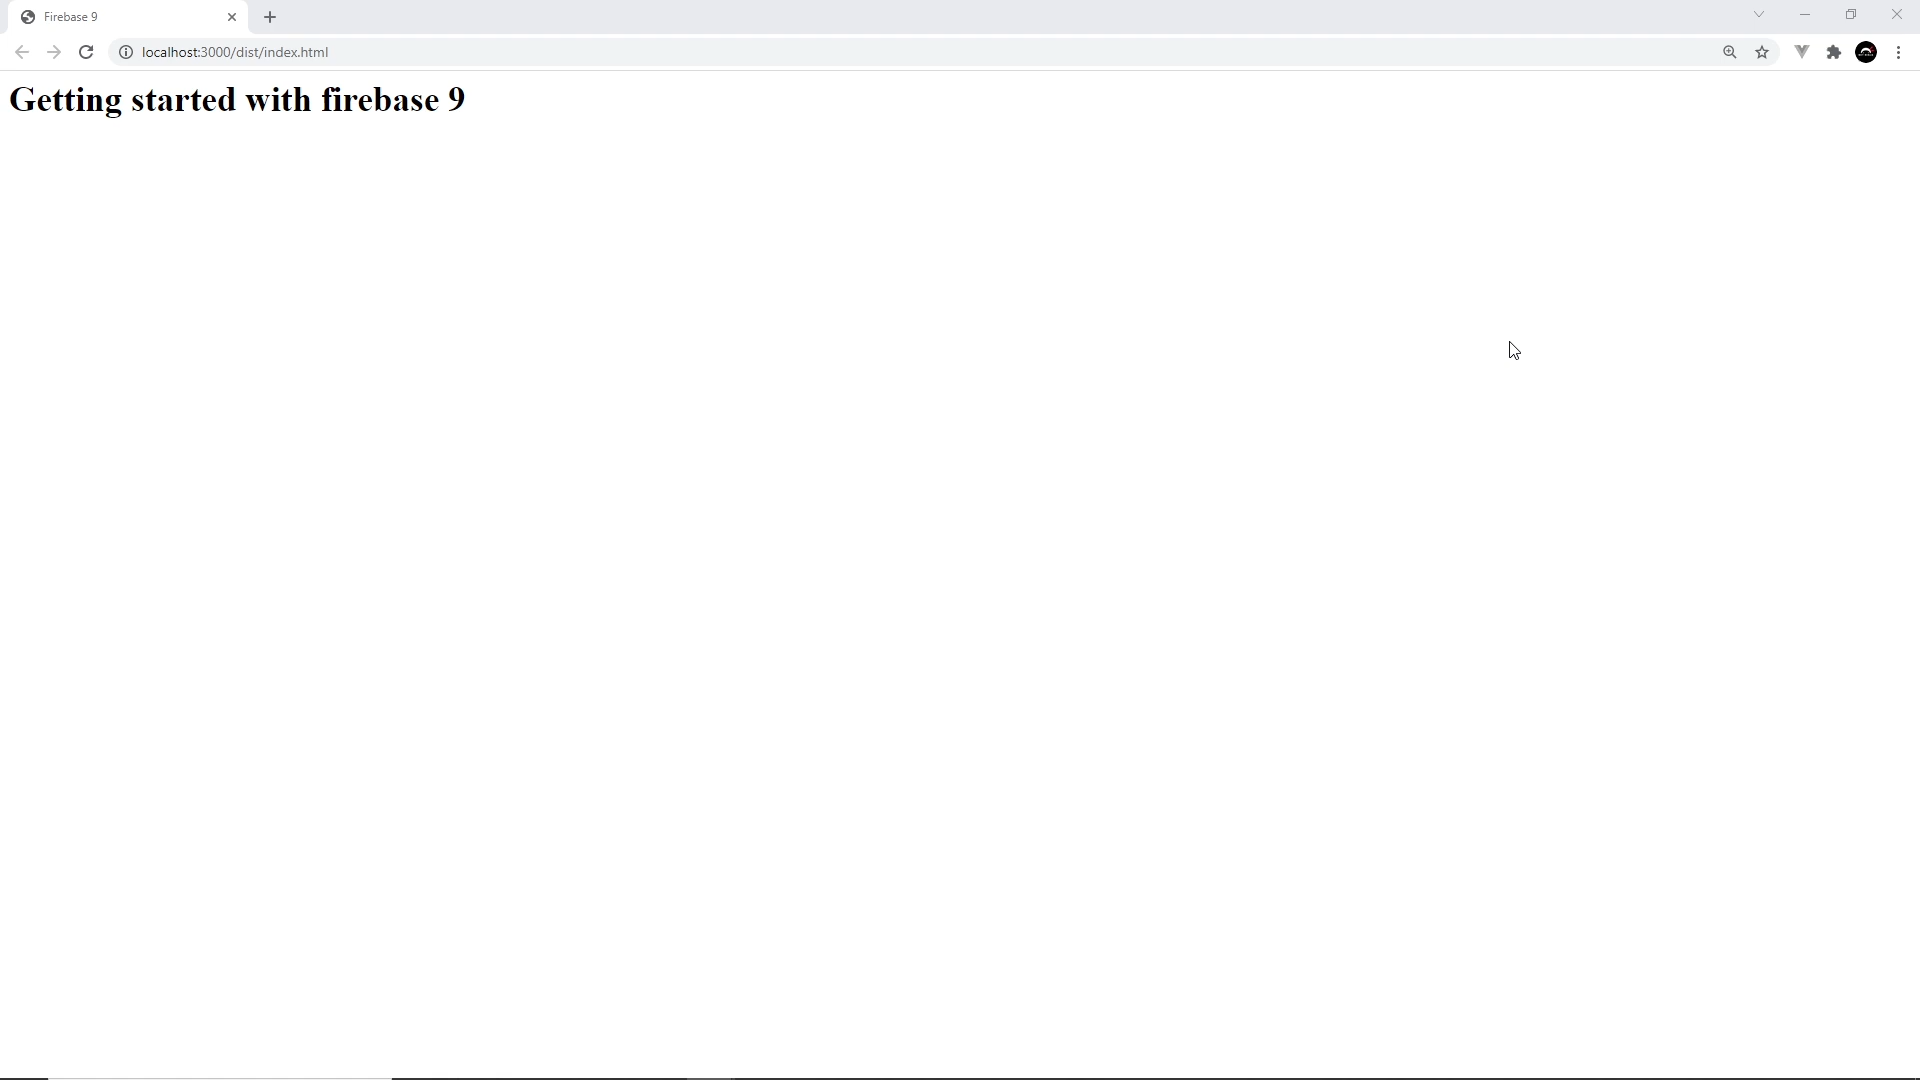 Firebase 9
localhost:3000/dist/index.html
Getting started with firebase 9